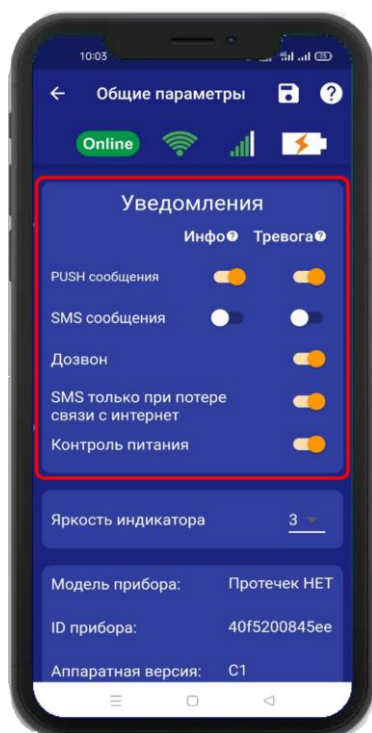 10:03
Общие параметры
Online
Уведомления
Инфо Тревога
PUSH сообщения
SMS сообщения
Дозвон
SMS только при потере
связи с интернет
Контроль питания
Яркость индикатора 3
Модель прибора: Протечек НЕТ
ID прибора: 40f5200845ee
Аппаратная версия: C1